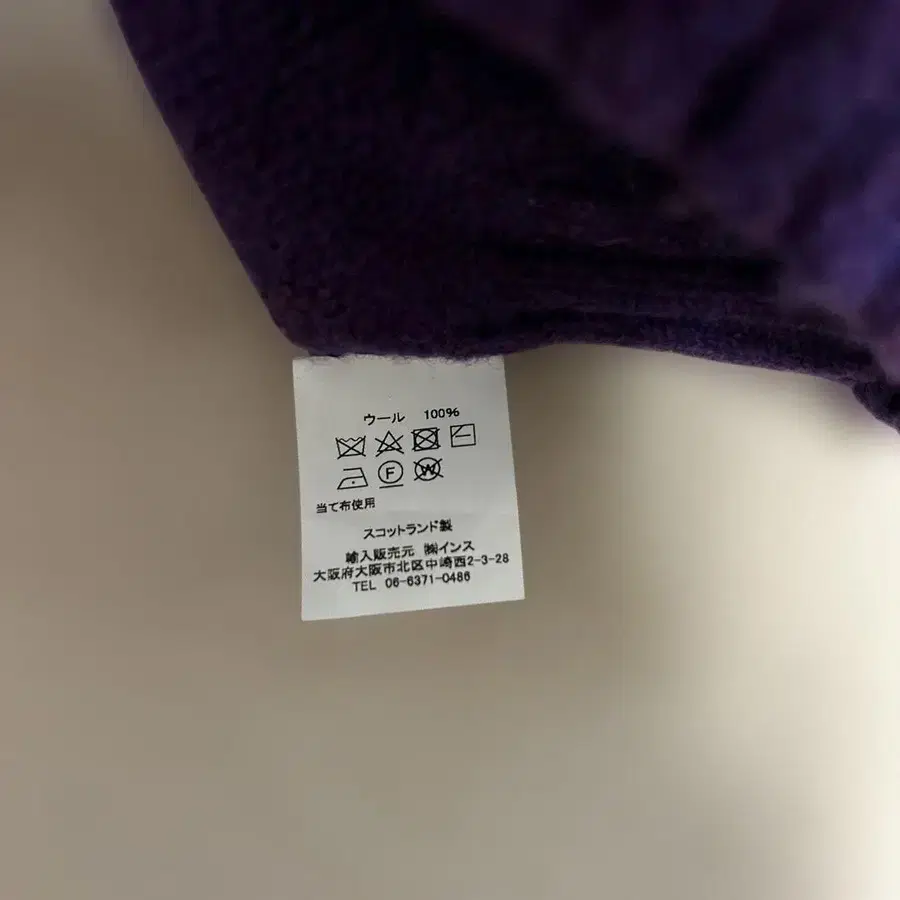 ウール 100%
F W
当て布使用
スコットランド製
輸入販売元 ㈱インス
大阪府大阪市北区中崎西2-3-28
TEL 06-6371-0486